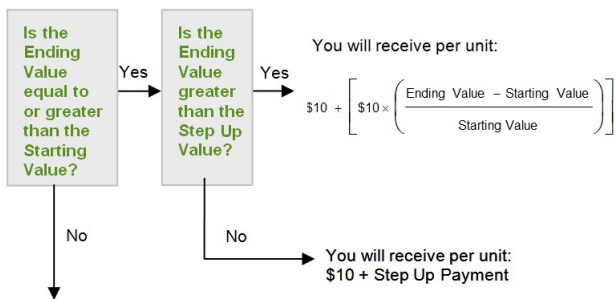 Is the
Ending
Value
equal to
or greater
than the
Starting
Value?
Yes
Is the
Ending
Value
greater
than the
Step Up
Value?
Yes
You will receive per unit:
$10 + [ $10 × ( Ending Value – Starting Value
Starting Value ) ]
No
No
You will receive per unit:
$10 + Step Up Payment